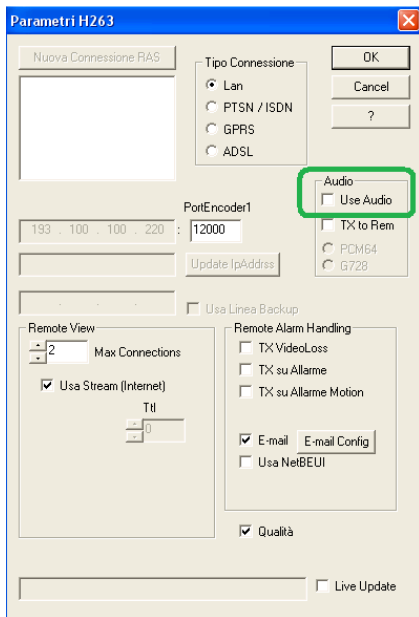 Parametri H263
Nuova Connessione RAS
Tipo Connessione
Lan
PTSN / ISDN
GPRS
ADSL
OK
Cancel
?
Audio
Use Audio
TX to Rem
PCM64
G728
PortEncoder1
193 . 100 . 100 . 220 : 12000
Update IpAddrss
. . .
Usa Linea Backup
Remote View
2 Max Connections
Usa Stream (Internet)
Ttl
0
Remote Alarm Handling
TX VideoLoss
TX su Allarme
TX su Allarme Motion
E-mail E-mail Config
Usa NetBEUI
Qualità
Live Update